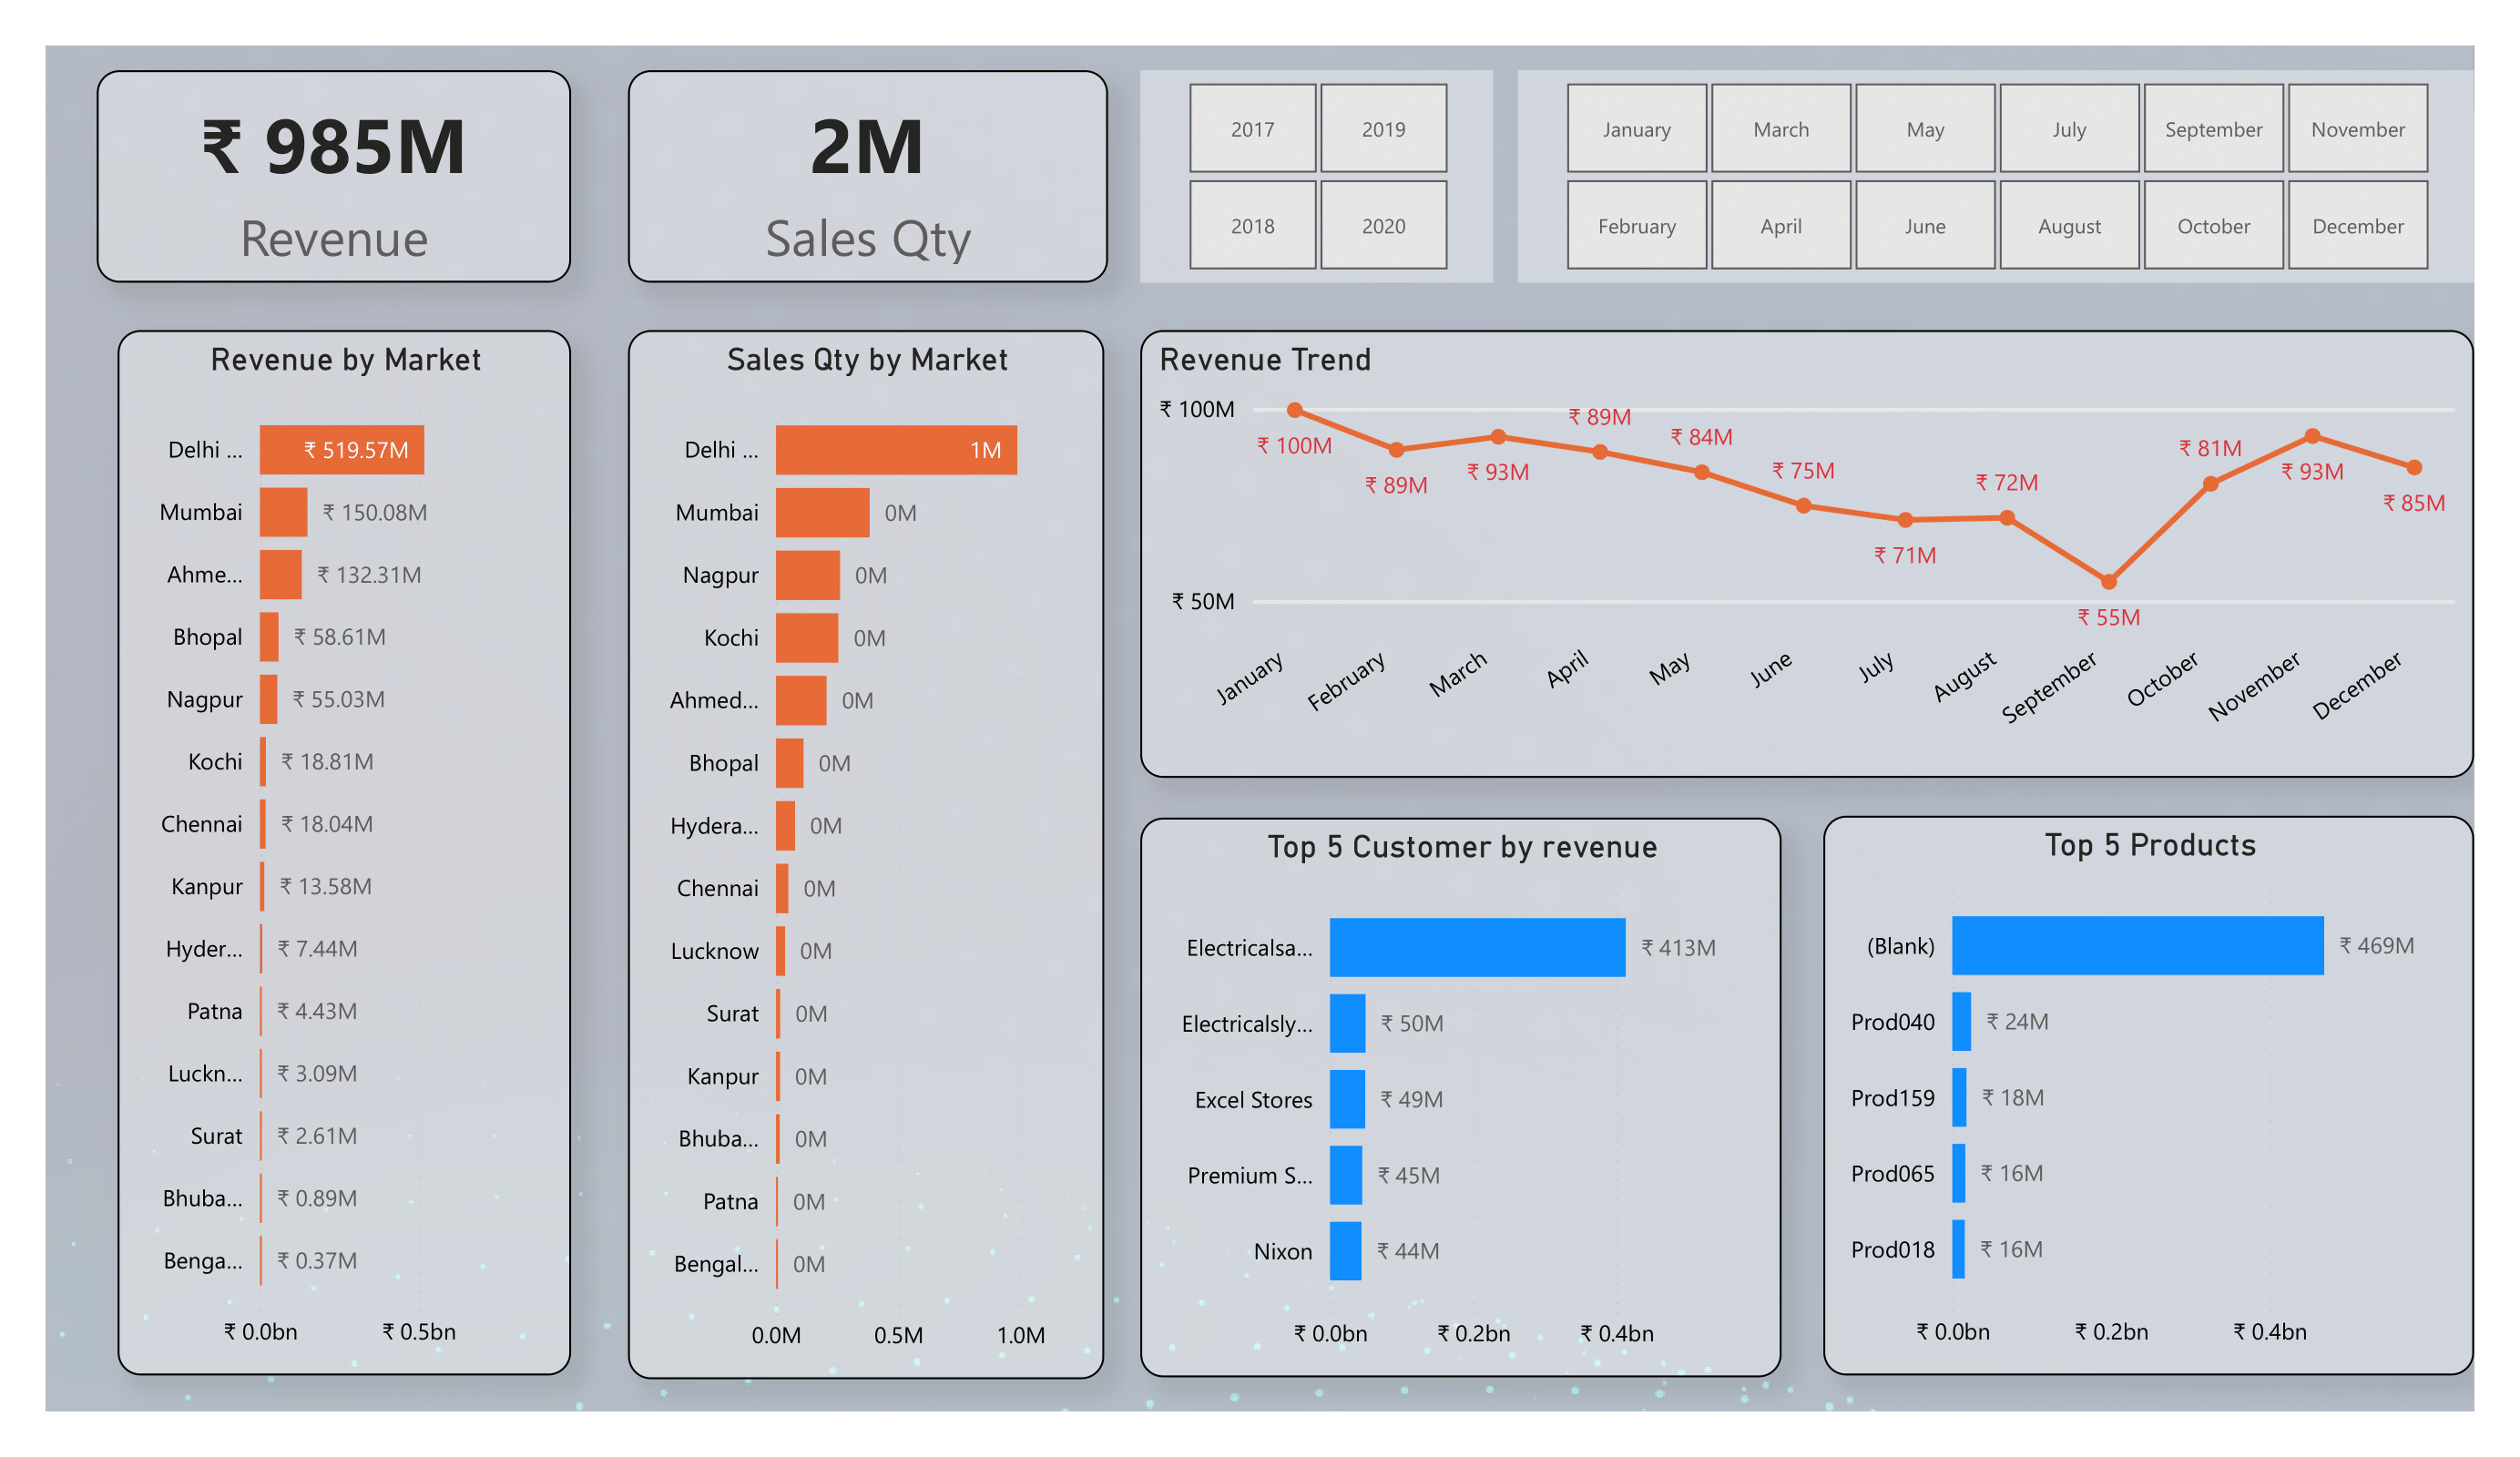 ₹ 985M
Revenue
2M
Sales Qty
2017
2019
2018
2020
January
March
May
July
September
November
February
April
June
August
October
December
Revenue by Market
Delhi ... ₹ 519.57M
Mumbai ₹ 150.08M
Ahme... ₹ 132.31M
Bhopal ₹ 58.61M
Nagpur ₹ 55.03M
Kochi ₹ 18.81M
Chennai ₹ 18.04M
Kanpur ₹ 13.58M
Hyder... ₹ 7.44M
Patna ₹ 4.43M
Luckn... ₹ 3.09M
Surat ₹ 2.61M
Bhuba... ₹ 0.89M
Benga... ₹ 0.37M
₹ 0.0bn ₹ 0.5bn
Sales Qty by Market
Delhi ... 1M
Mumbai 0M
Nagpur 0M
Kochi 0M
Ahmed... 0M
Bhopal 0M
Hydera... 0M
Chennai 0M
Lucknow 0M
Surat 0M
Kanpur 0M
Bhuba... 0M
Patna 0M
Bengal... 0M
0.0M 0.5M 1.0M
Revenue Trend
₹ 100M
₹ 50M
₹ 100M
₹ 89M
₹ 93M
₹ 89M
₹ 84M
₹ 75M
₹ 71M
₹ 72M
₹ 55M
₹ 81M
₹ 93M
₹ 85M
January
February
March
April
May
June
July
August
September
October
November
December
Top 5 Customer by revenue
Electricalsa... ₹ 413M
Electricalsly... ₹ 50M
Excel Stores ₹ 49M
Premium S... ₹ 45M
Nixon ₹ 44M
₹ 0.0bn ₹ 0.2bn ₹ 0.4bn
Top 5 Products
(Blank) ₹ 469M
Prod040 ₹ 24M
Prod159 ₹ 18M
Prod065 ₹ 16M
Prod018 ₹ 16M
₹ 0.0bn ₹ 0.2bn ₹ 0.4bn